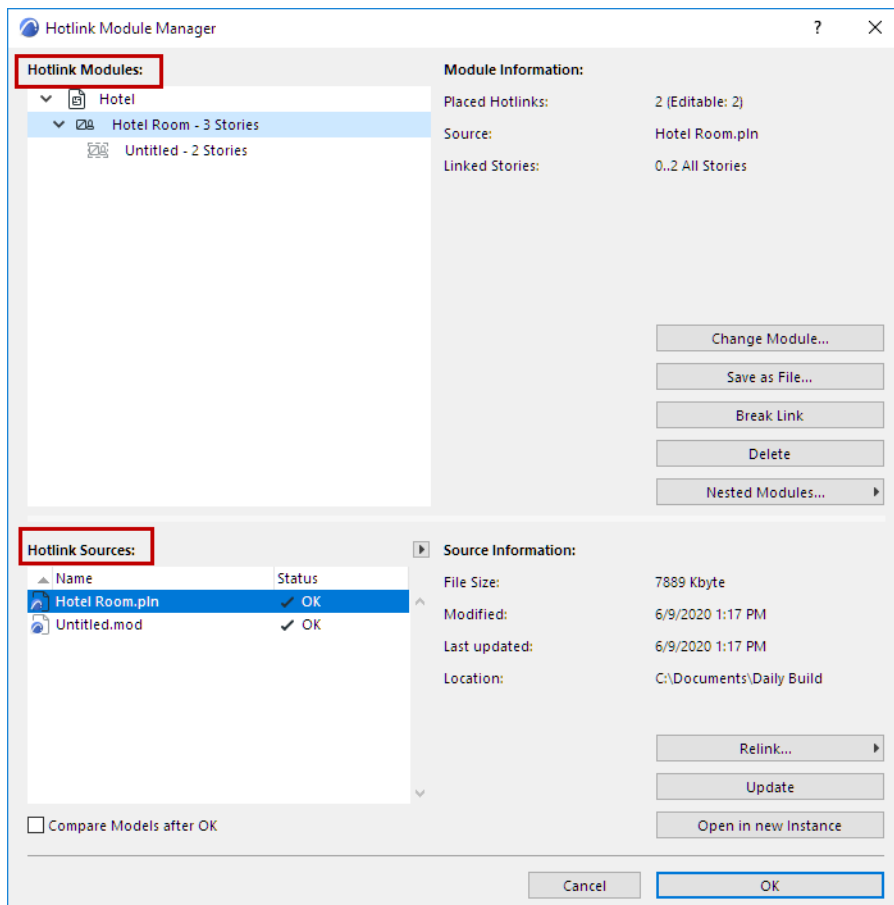 Hotlink Module Manager ?
Hotlink Modules:
Hotel
Hotel Room - 3 Stories
Untitled - 2 Stories
Module Information:
Placed Hotlinks: 2 (Editable: 2)
Source: Hotel Room.pln
Linked Stories: 0..2 All Stories
Change Module...
Save as File...
Break Link
Delete
Nested Modules...
Hotlink Sources:
Name Status
Hotel Room.pln OK
Untitled.mod OK
Source Information:
File Size: 7889 Kbyte
Modified: 6/9/2020 1:17 PM
Last updated: 6/9/2020 1:17 PM
Location: C:\Documents\Daily Build
Relink...
Update
Open in new Instance
Compare Models after OK
Cancel OK